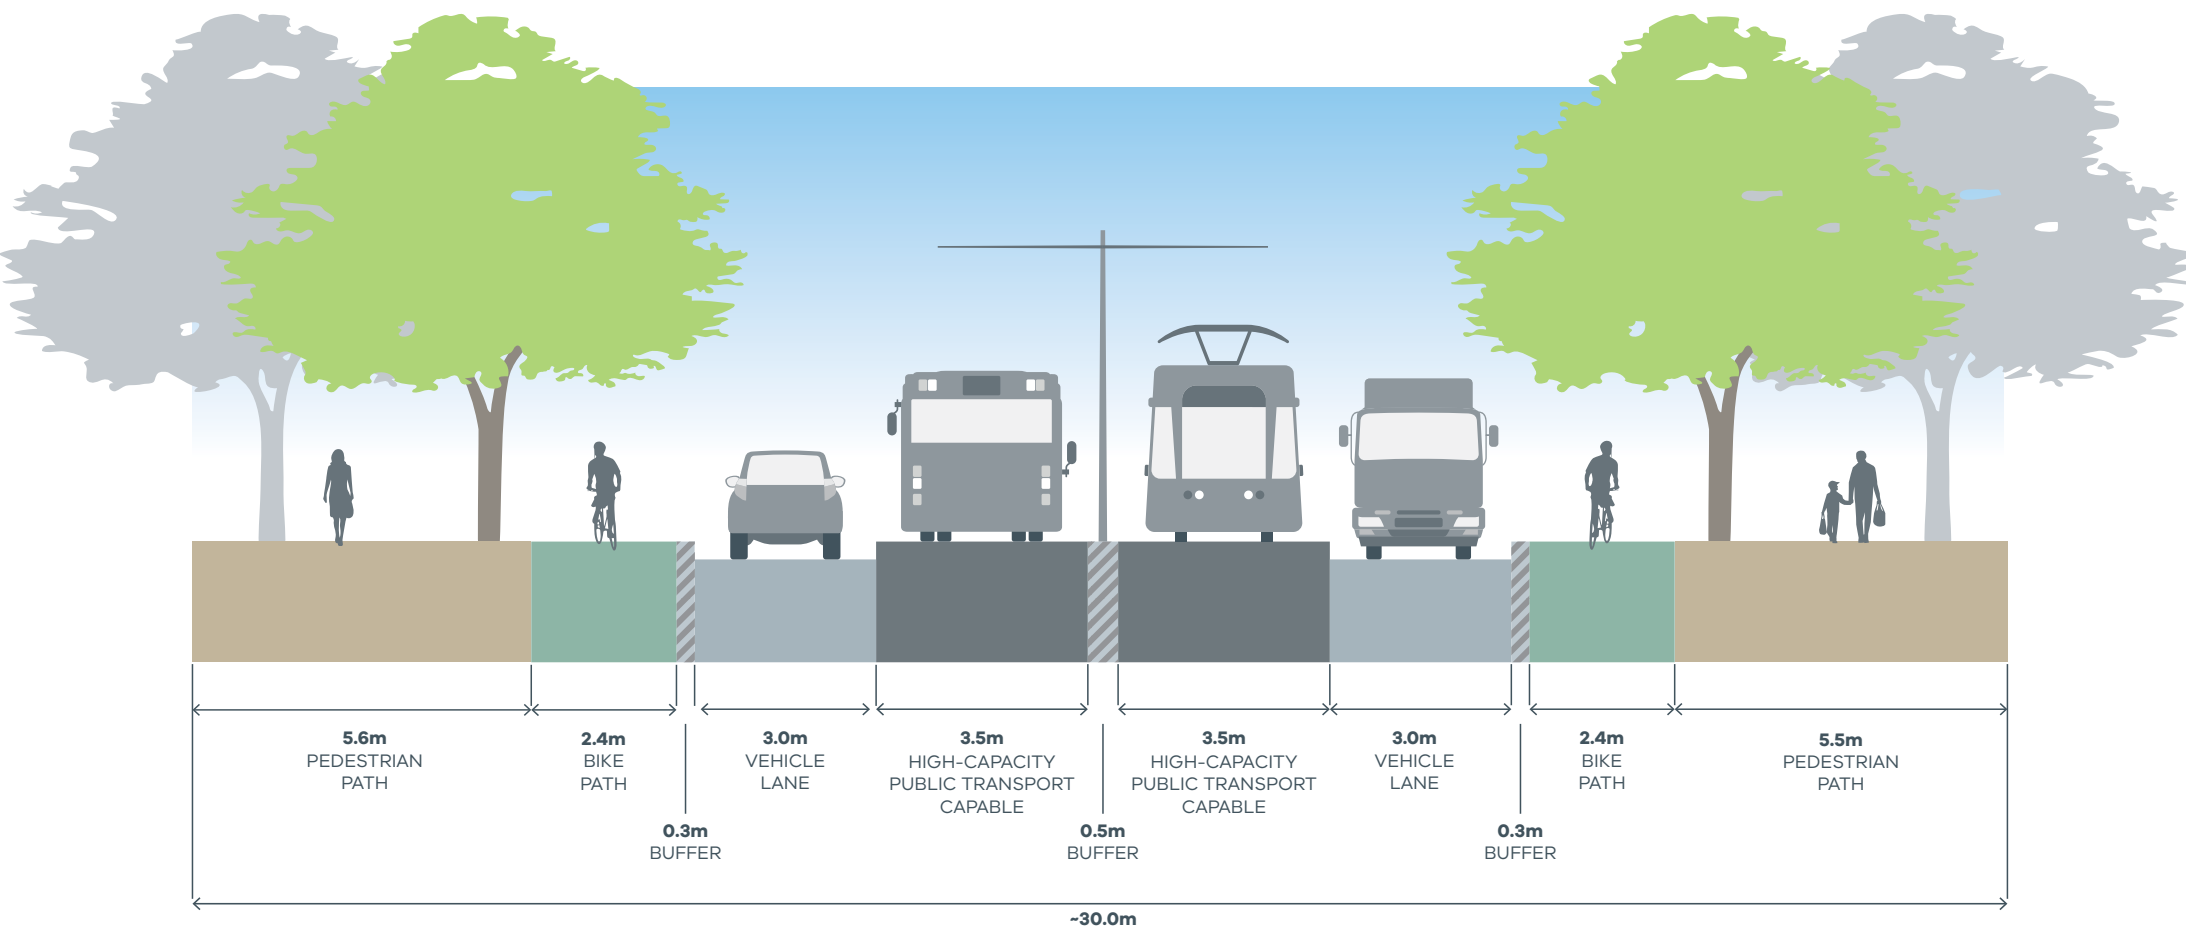 5.6m
PEDESTRIAN
PATH
2.4m
BIKE
PATH
0.3m
BUFFER
3.0m
VEHICLE
LANE
3.5m
HIGH-CAPACITY
PUBLIC TRANSPORT
CAPABLE
0.5m
BUFFER
3.5m
HIGH-CAPACITY
PUBLIC TRANSPORT
CAPABLE
3.0m
VEHICLE
LANE
0.3m
BUFFER
2.4m
BIKE
PATH
5.5m
PEDESTRIAN
PATH
~30.0m